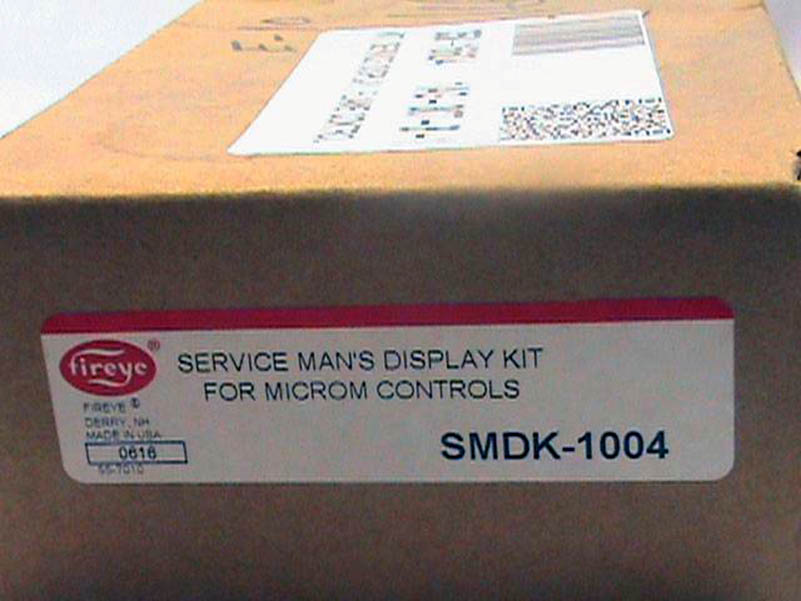 fireye ®
SERVICE MAN'S DISPLAY KIT
FOR MICROM CONTROLS
FIREYE ®
DERRY, NH
MADE IN USA
0616
SMDK-1004